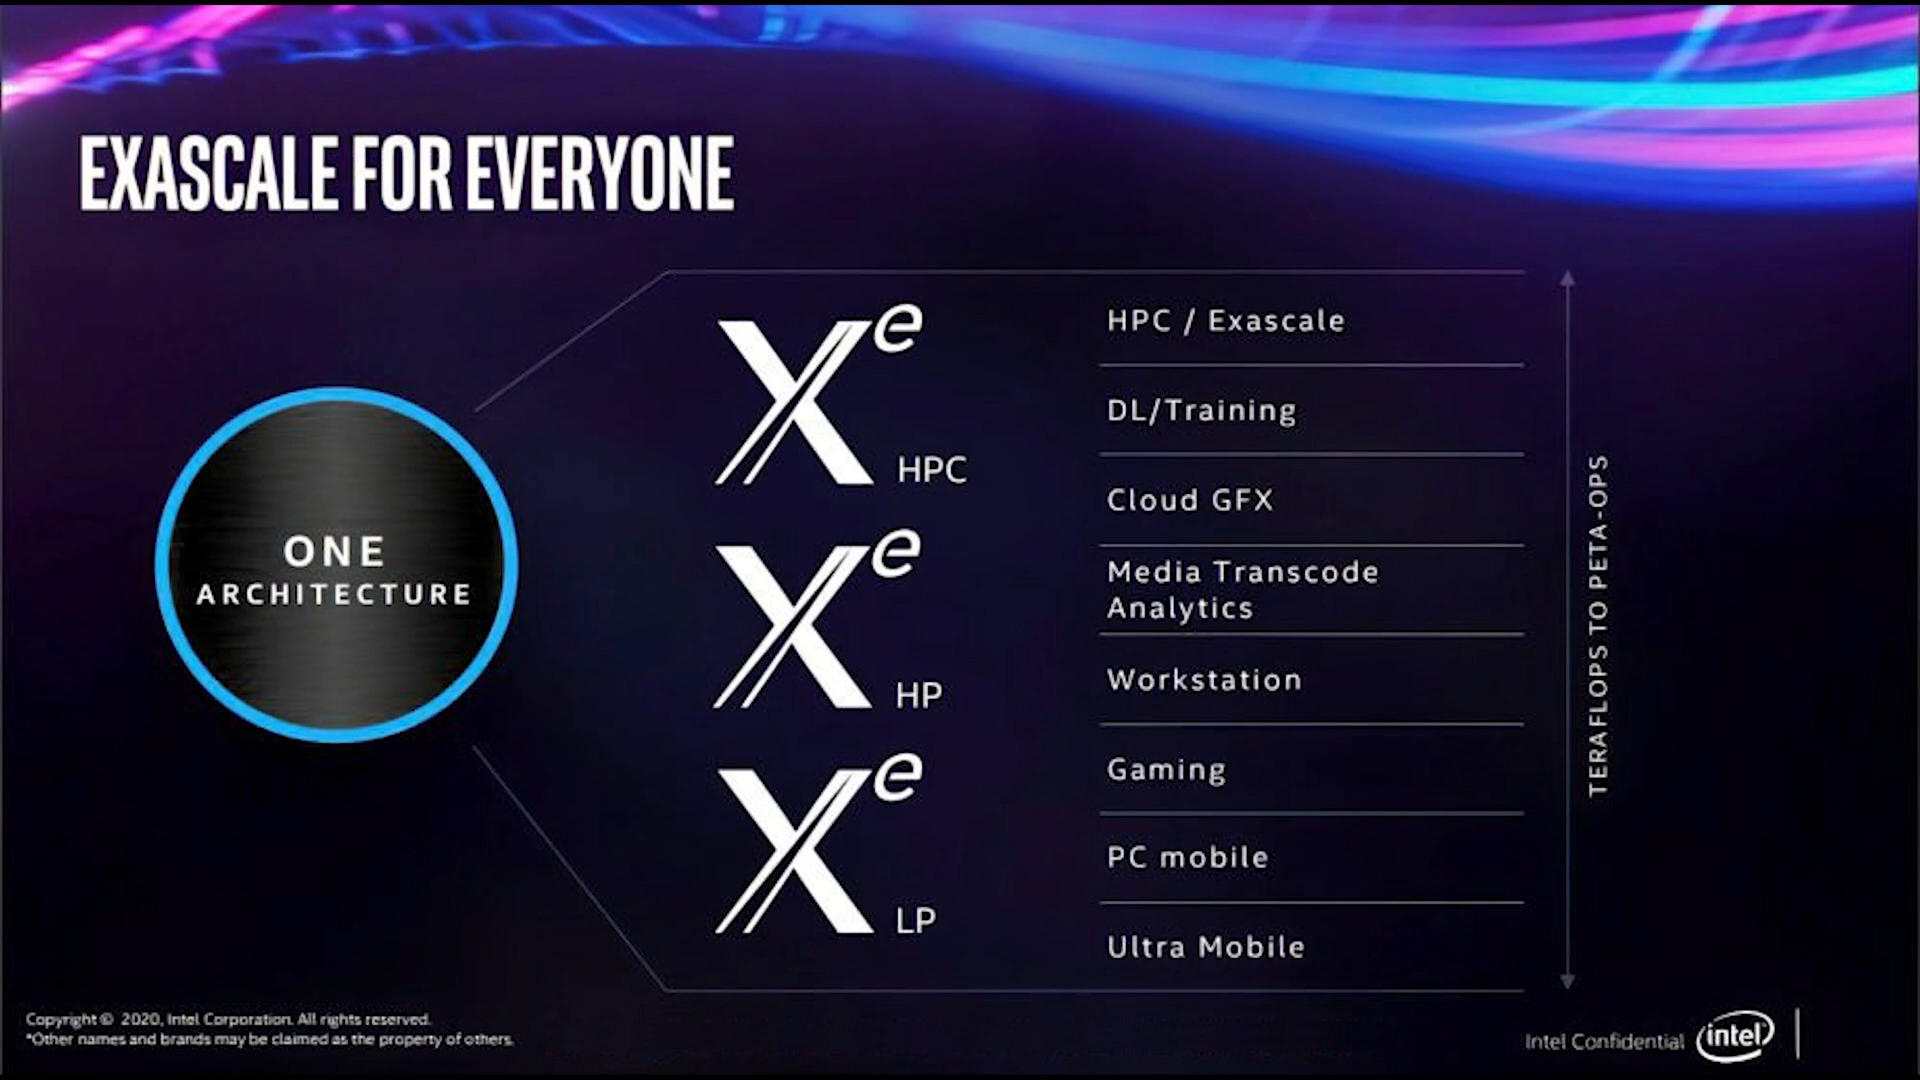 EXASCALE FOR EVERYONE
ONE
ARCHITECTURE
Xe
HPC
Xe
HP
Xe
LP
HPC / Exascale
DL/Training
Cloud GFX
Media Transcode
Analytics
Workstation
Gaming
PC mobile
Ultra Mobile
TERAFLOPS TO PETA-OPS
Copyright © 2020, Intel Corporation. All rights reserved.
*Other names and brands may be claimed as the property of others.
Intel Confidential
intel